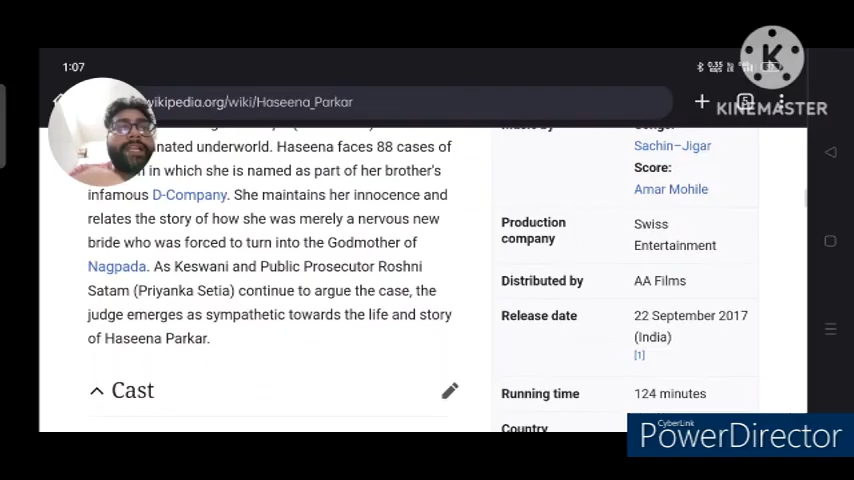 1:07
KINEMASTER
wikipedia.org/wiki/Haseena_Parkar
5
nated underworld. Haseena faces 88 cases of
in which she is named as part of her brother's
infamous D-Company. She maintains her innocence and
relates the story of how she was merely a nervous new
bride who was forced to turn into the Godmother of
Nagpada. As Keswani and Public Prosecutor Roshni
Satam (Priyanka Setia) continue to argue the case, the
judge emerges as sympathetic towards the life and story
of Haseena Parkar.
Cast
Sachin–Jigar
Score:
Amar Mohile
Production
company
Swiss
Entertainment
Distributed by
AA Films
Release date
22 September 2017
(India)
[1]
Running time
124 minutes
Country
CyberLink
PowerDirector